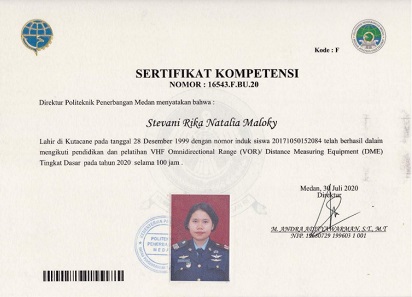 Kode : F
SERTIFIKAT KOMPETENSI
NOMOR : 16543.F.BU.20
Direktur Politeknik Penerbangan Medan menyatakan bahwa :
Stevani Rika Natalia Maloky
Lahir di Kutacane pada tanggal 28 Desember 1999 dengan nomor induk siswa 20171050152084 telah berhasil dalam
mengikuti pendidikan dan pelatihan VHF Omnidirectional Range (VOR)/ Distance Measuring Equipment (DME)
Tingkat Dasar pada tahun 2020 selama 100 jam .
Medan, 30 Juli 2020
Direktur
M. ANDRA ADITYAWARMAN, S.T., M.T
199603 1 001